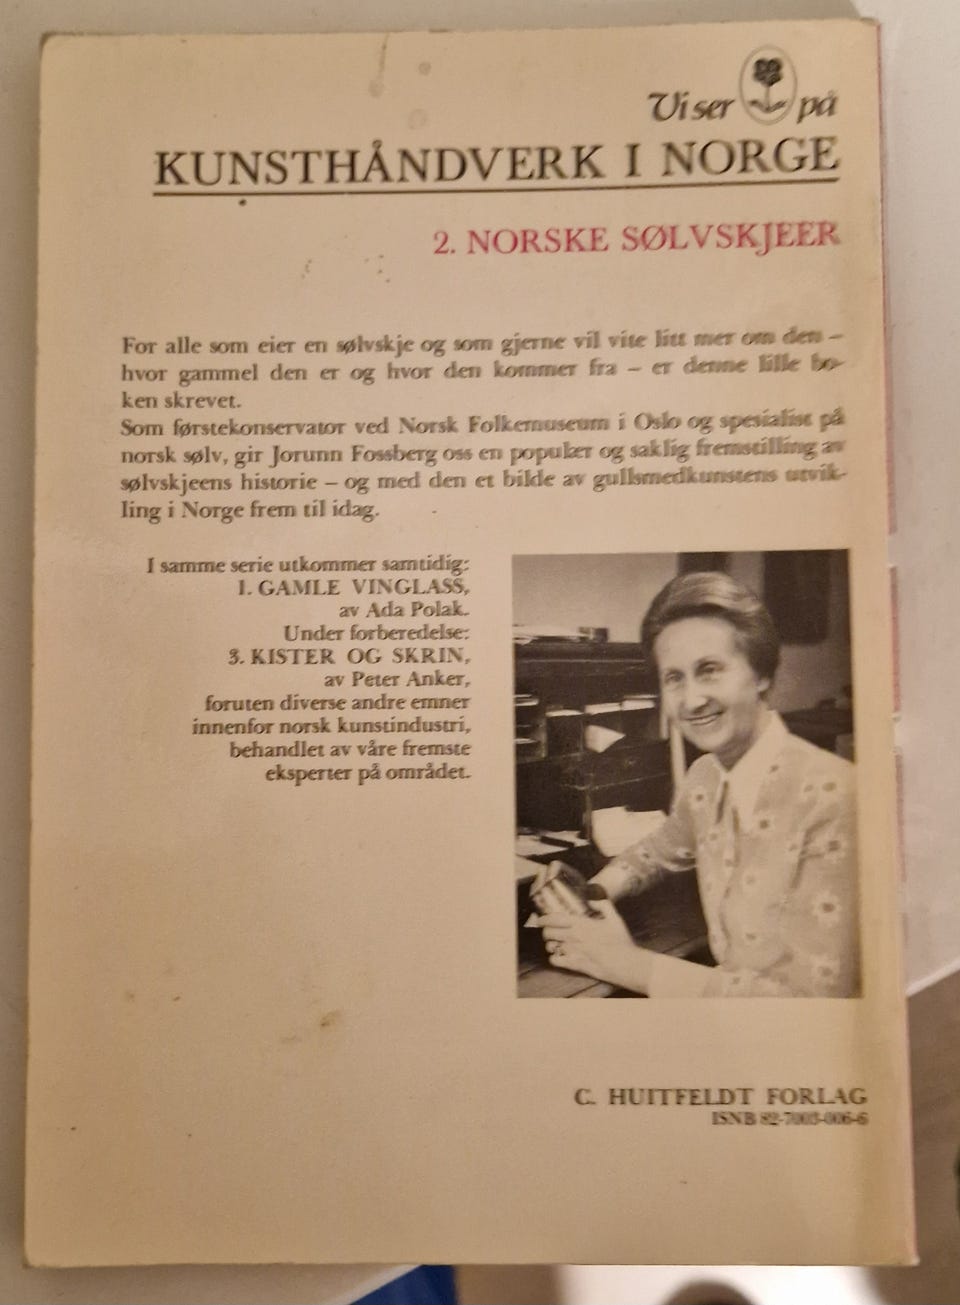 Vi ser på
KUNSTHÅNDVERK I NORGE
2. NORSKE SØLVSKJEER
For alle som eier en sølvskje og som gjerne vil vite litt mer om den –
hvor gammel den er og hvor den kommer fra – er denne lille bo-
ken skrevet.
Som førstekonservator ved Norsk Folkemuseum i Oslo og spesialist på
norsk sølv, gir Jorunn Fossberg oss en populær og saklig fremstilling av
sølvskjeens historie – og med den et bilde av gullsmedkunstens utvik-
ling i Norge frem til idag.
I samme serie utkommer samtidig:
1. GAMLE VINGLASS,
av Ada Polak.
Under forberedelse:
3. KISTER OG SKRIN,
av Peter Anker,
foruten diverse andre emner
innenfor norsk kunstindustri,
behandlet av våre fremste
eksperter på området.
C. HUITFELDT FORLAG
ISNB 82-7003-006-6